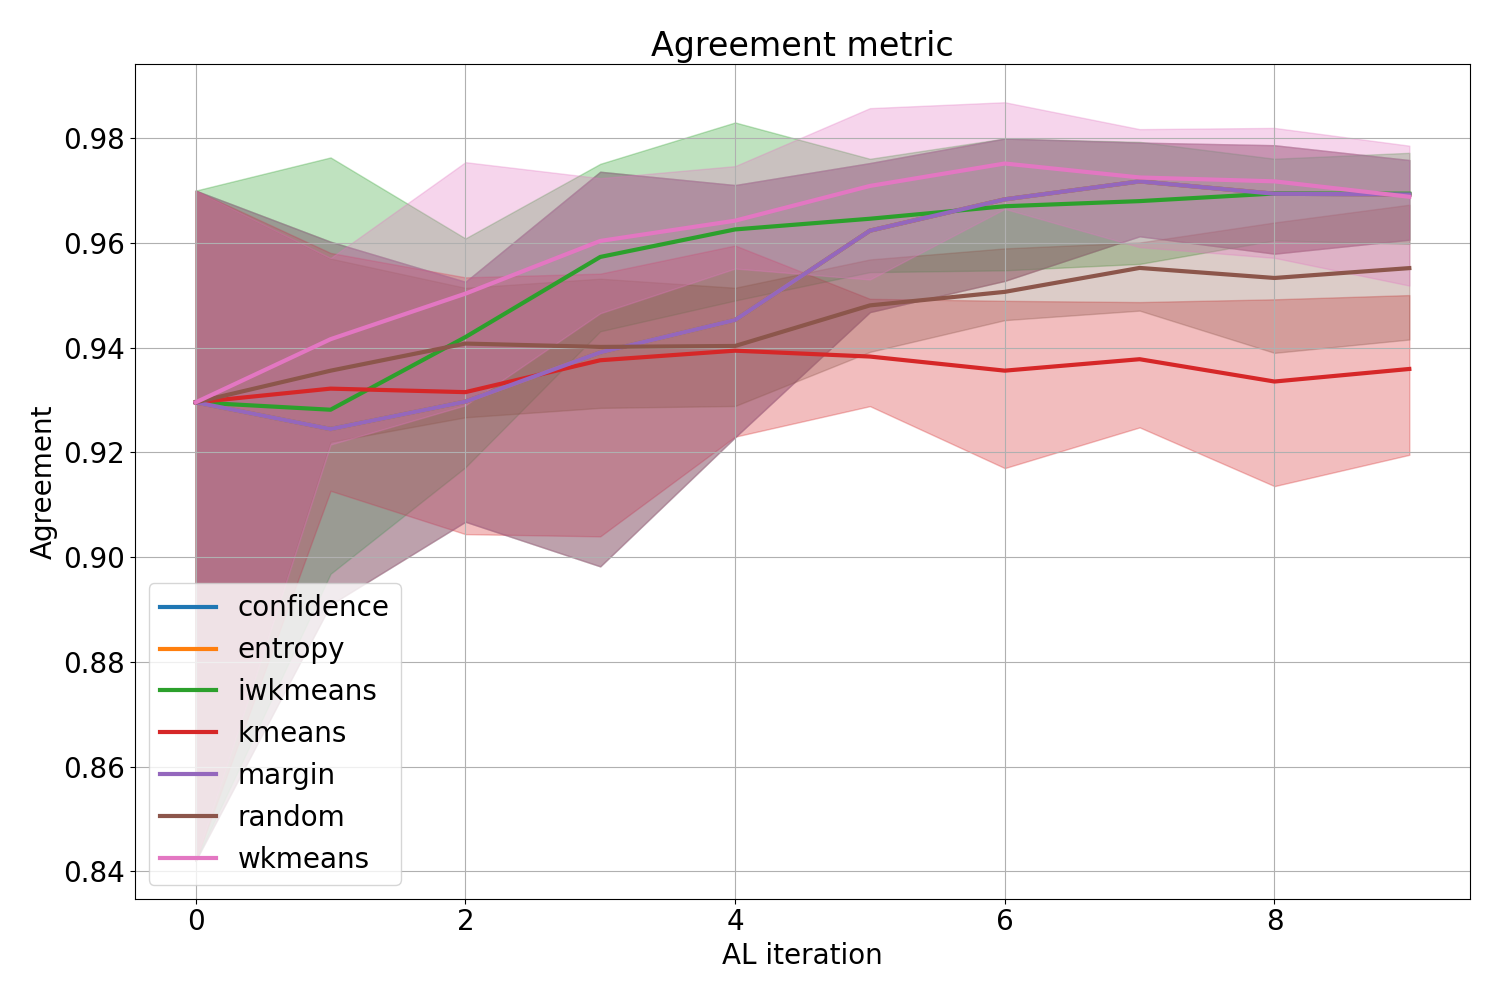 Agreement metric
Agreement
0.98
0.96
0.94
0.92
0.90
0.88
0.86
0.84
confidence
entropy
iwkmeans
kmeans
margin
random
wkmeans
0 2 4 6 8
AL iteration